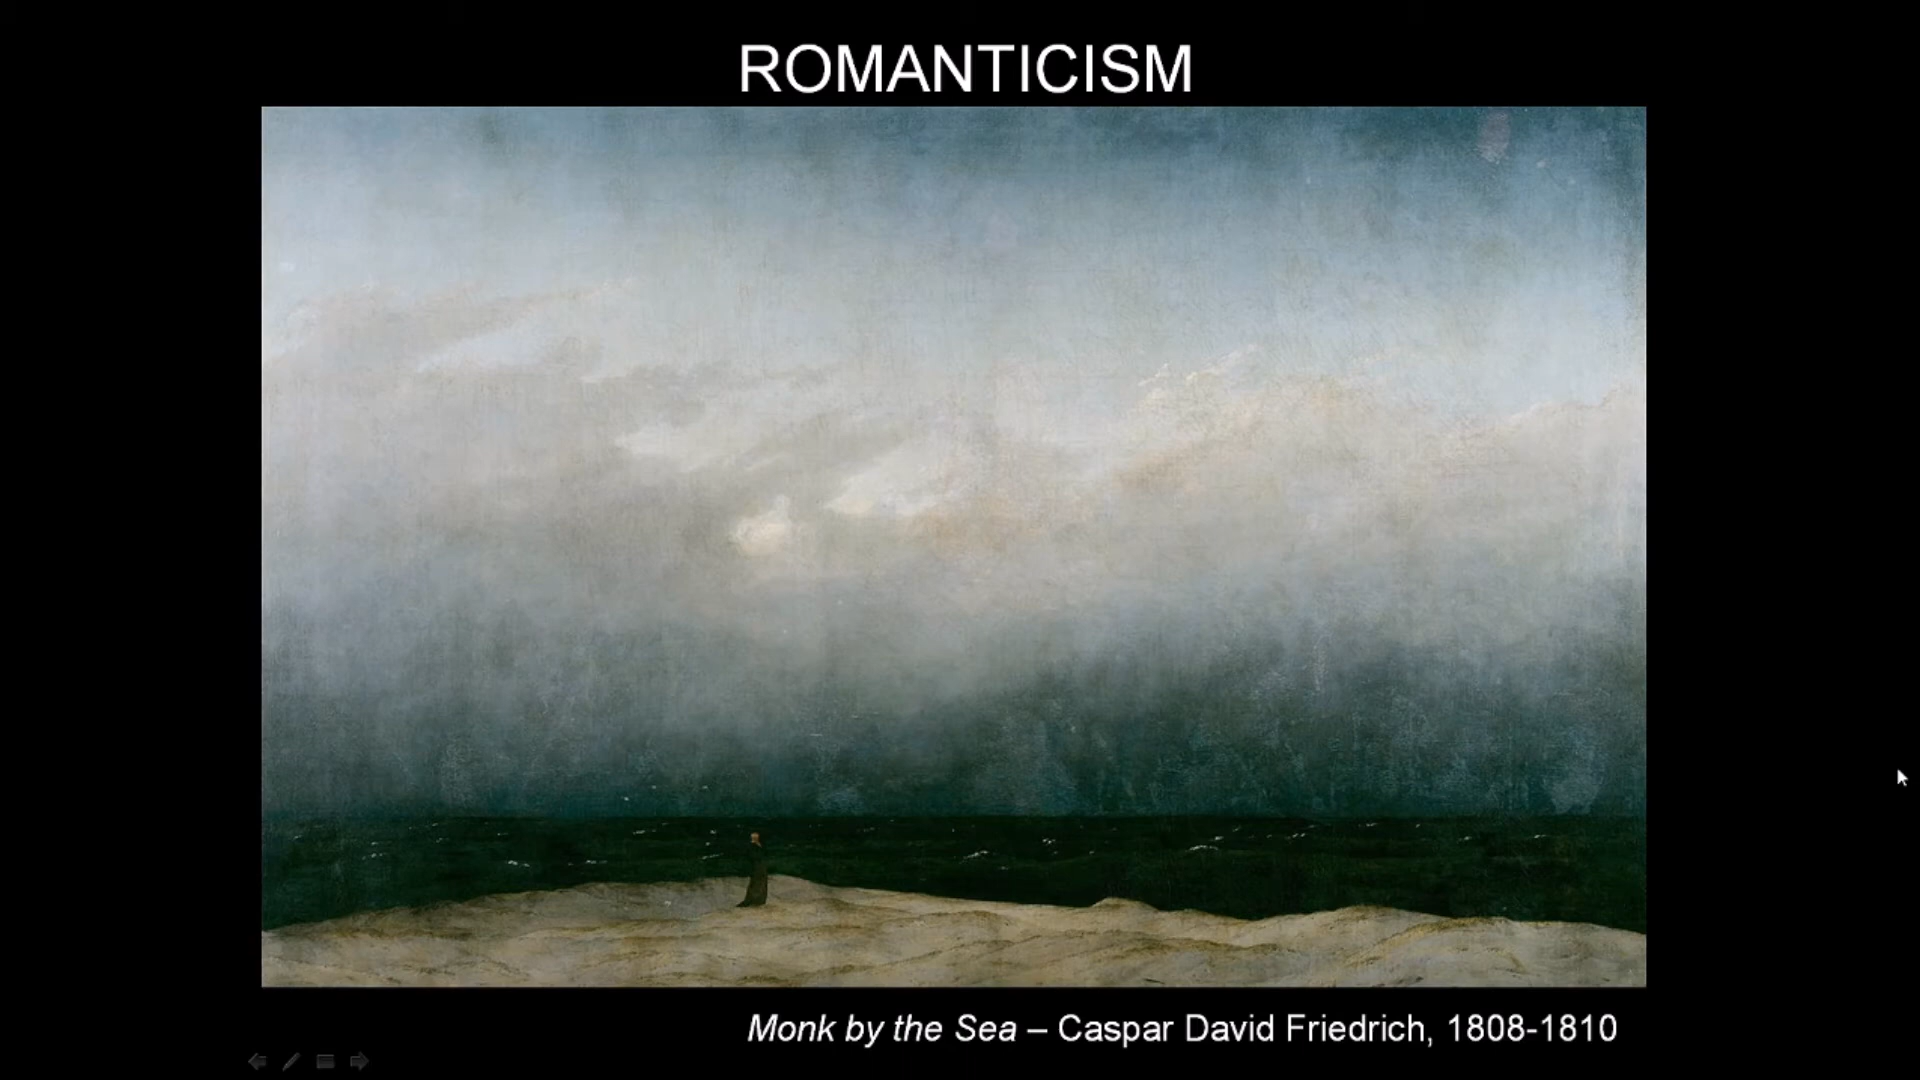 ROMANTICISM
Monk by the Sea – Caspar David Friedrich, 1808-1810